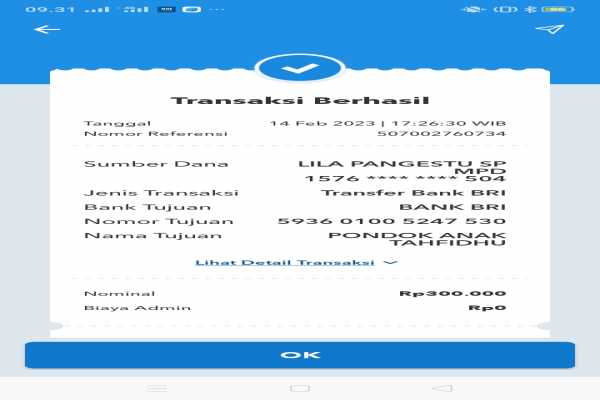 09.31
Transaksi Berhasil
Tanggal 14 Feb 2023 | 17:26:30 WIB
Nomor Referensi 507002760734
Sumber Dana LILA PANGESTU SP
MPD
1576 **** **** 504
Jenis Transaksi Transfer Bank BRI
Bank Tujuan BANK BRI
Nomor Tujuan 5936 0100 5247 530
Nama Tujuan PONDOK ANAK
TAHFIDHU
Lihat Detail Transaksi
Nominal Rp300.000
Biaya Admin Rp0
OK